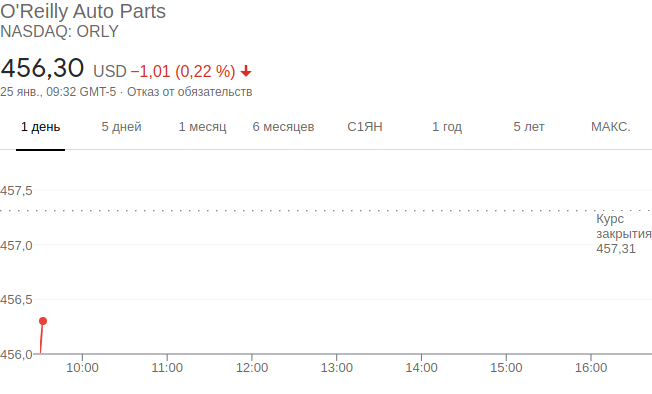 O'Reilly Auto Parts
NASDAQ: ORLY
456,30 USD −1,01 (0,22 %)
25 янв., 09:32 GMT-5 · Отказ от обязательств
1 день 5 дней 1 месяц 6 месяцев С1ЯН 1 год 5 лет МАКС.
457,5
Курс
закрытия
457,31
457,0
456,5
456,0
10:00 11:00 12:00 13:00 14:00 15:00 16:00